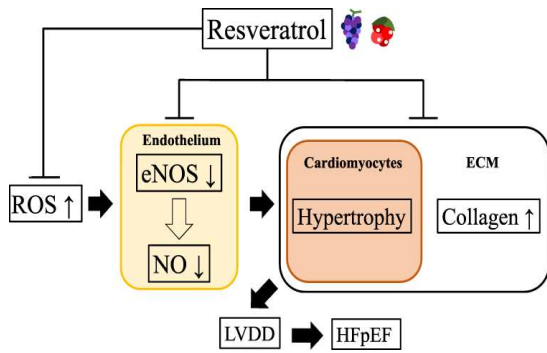 Resveratrol
Endothelium
eNOS ↓
NO ↓
ROS ↑
Cardiomyocytes
Hypertrophy
ECM
Collagen ↑
LVDD
HFpEF